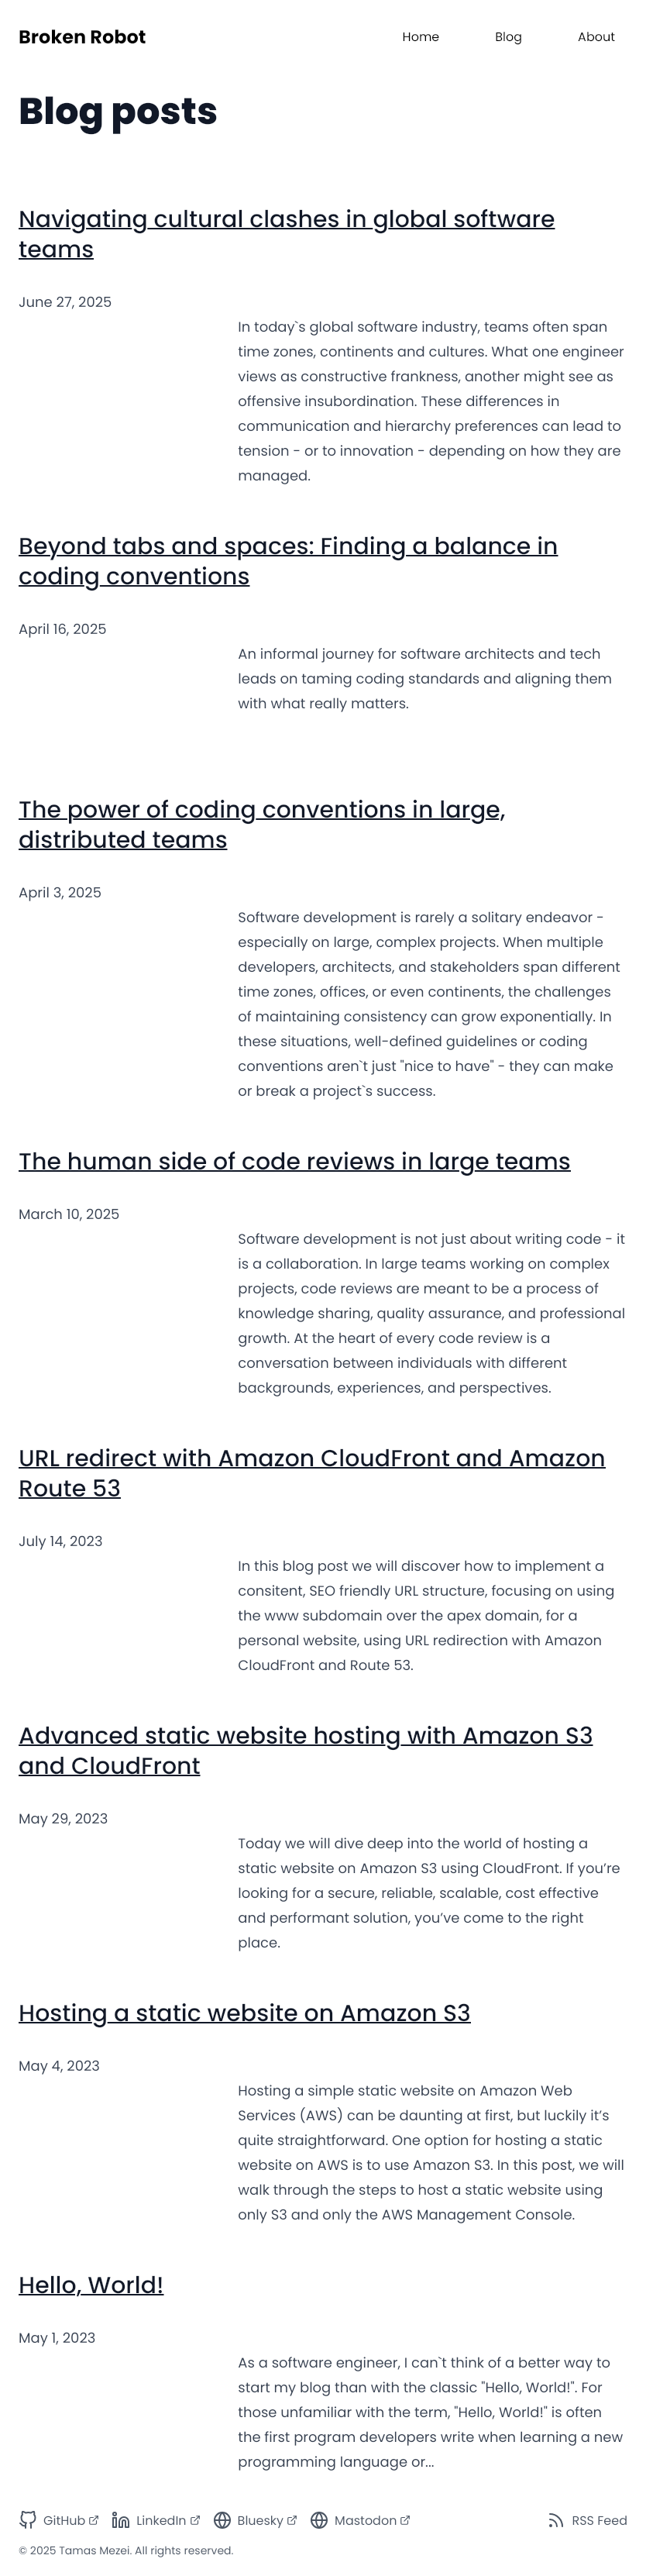 Broken Robot
Home
Blog
About
Blog posts
Navigating cultural clashes in global software
teams
June 27, 2025
In today`s global software industry, teams often span
time zones, continents and cultures. What one engineer
views as constructive frankness, another might see as
offensive insubordination. These differences in
communication and hierarchy preferences can lead to
tension - or to innovation - depending on how they are
managed.
Beyond tabs and spaces: Finding a balance in
coding conventions
April 16, 2025
An informal journey for software architects and tech
leads on taming coding standards and aligning them
with what really matters.
The power of coding conventions in large,
distributed teams
April 3, 2025
Software development is rarely a solitary endeavor -
especially on large, complex projects. When multiple
developers, architects, and stakeholders span different
time zones, offices, or even continents, the challenges
of maintaining consistency can grow exponentially. In
these situations, well-defined guidelines or coding
conventions aren`t just "nice to have" - they can make
or break a project`s success.
The human side of code reviews in large teams
March 10, 2025
Software development is not just about writing code - it
is a collaboration. In large teams working on complex
projects, code reviews are meant to be a process of
knowledge sharing, quality assurance, and professional
growth. At the heart of every code review is a
conversation between individuals with different
backgrounds, experiences, and perspectives.
URL redirect with Amazon CloudFront and Amazon
Route 53
July 14, 2023
In this blog post we will discover how to implement a
consitent, SEO friendly URL structure, focusing on using
the www subdomain over the apex domain, for a
personal website, using URL redirection with Amazon
CloudFront and Route 53.
Advanced static website hosting with Amazon S3
and CloudFront
May 29, 2023
Today we will dive deep into the world of hosting a
static website on Amazon S3 using CloudFront. If you’re
looking for a secure, reliable, scalable, cost effective
and performant solution, you’ve come to the right
place.
Hosting a static website on Amazon S3
May 4, 2023
Hosting a simple static website on Amazon Web
Services (AWS) can be daunting at first, but luckily it’s
quite straightforward. One option for hosting a static
website on AWS is to use Amazon S3. In this post, we will
walk through the steps to host a static website using
only S3 and only the AWS Management Console.
Hello, World!
May 1, 2023
As a software engineer, I can`t think of a better way to
start my blog than with the classic "Hello, World!". For
those unfamiliar with the term, "Hello, World!" is often
the first program developers write when learning a new
programming language or...
GitHub
LinkedIn
Bluesky
Mastodon
RSS Feed
© 2025 Tamas Mezei. All rights reserved.